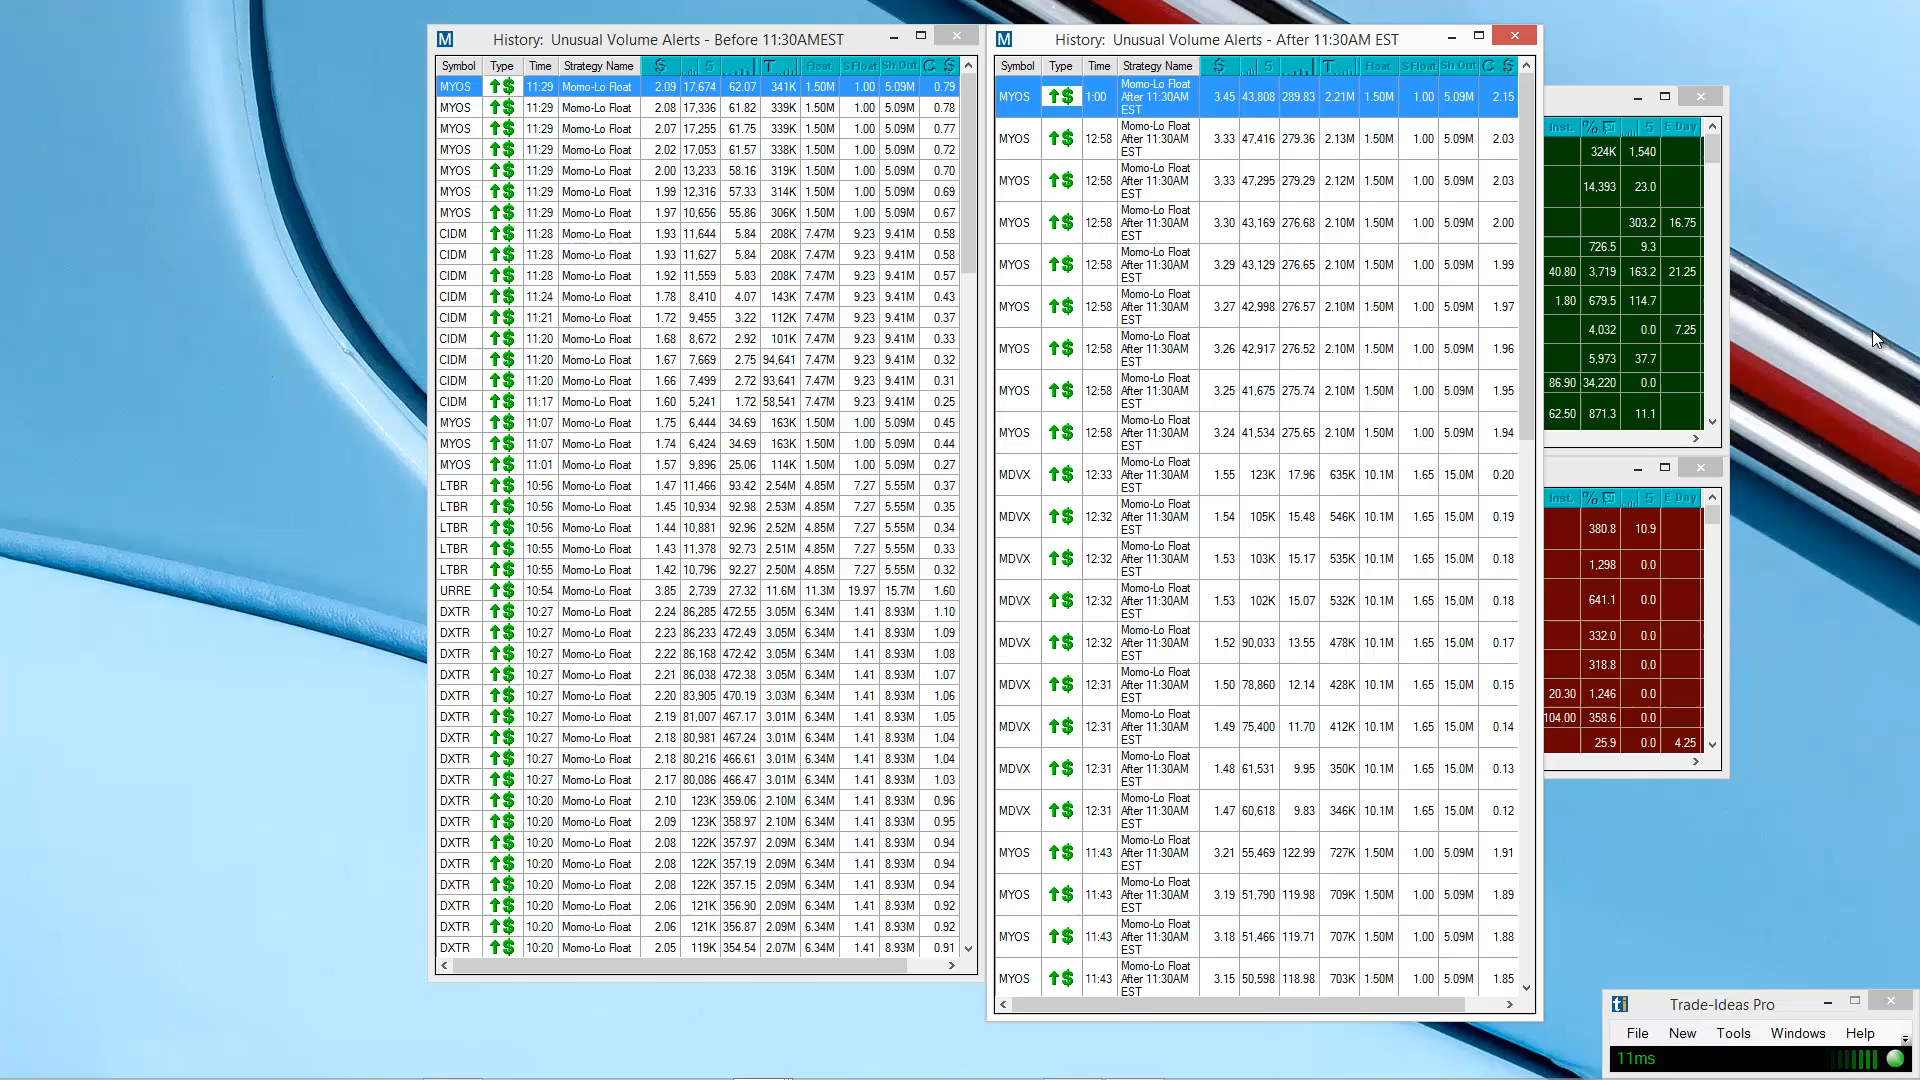 M History: Unusual Volume Alerts - Before 11:30AMEST
Symbol Type Time Strategy Name $ 5 T Float S Float Sh Out C $
MYOS $ 11:29 Momo-Lo Float 2.09 17,674 62.07 341K 1.50M 1.00 5.09M 0.79
MYOS $ 11:29 Momo-Lo Float 2.08 17,336 61.82 339K 1.50M 1.00 5.09M 0.78
MYOS $ 11:29 Momo-Lo Float 2.07 17,255 61.75 339K 1.50M 1.00 5.09M 0.77
MYOS $ 11:29 Momo-Lo Float 2.02 17,053 61.57 338K 1.50M 1.00 5.09M 0.72
MYOS $ 11:29 Momo-Lo Float 2.00 13,233 58.16 319K 1.50M 1.00 5.09M 0.70
MYOS $ 11:29 Momo-Lo Float 1.99 12,316 57.33 314K 1.50M 1.00 5.09M 0.69
MYOS $ 11:29 Momo-Lo Float 1.97 10,656 55.86 306K 1.50M 1.00 5.09M 0.67
CIDM $ 11:28 Momo-Lo Float 1.93 11,644 5.84 208K 7.47M 9.23 9.41M 0.58
CIDM $ 11:28 Momo-Lo Float 1.93 11,627 5.84 208K 7.47M 9.23 9.41M 0.58
CIDM $ 11:28 Momo-Lo Float 1.92 11,559 5.83 208K 7.47M 9.23 9.41M 0.57
CIDM $ 11:24 Momo-Lo Float 1.78 8,410 4.07 143K 7.47M 9.23 9.41M 0.43
CIDM $ 11:21 Momo-Lo Float 1.72 9,455 3.22 112K 7.47M 9.23 9.41M 0.37
CIDM $ 11:20 Momo-Lo Float 1.68 8,672 2.92 101K 7.47M 9.23 9.41M 0.33
CIDM $ 11:20 Momo-Lo Float 1.67 7,669 2.75 94,641 7.47M 9.23 9.41M 0.32
CIDM $ 11:20 Momo-Lo Float 1.66 7,499 2.72 93,641 7.47M 9.23 9.41M 0.31
CIDM $ 11:17 Momo-Lo Float 1.60 5,241 1.72 58,541 7.47M 9.23 9.41M 0.25
MYOS $ 11:07 Momo-Lo Float 1.75 6,444 34.69 163K 1.50M 1.00 5.09M 0.45
MYOS $ 11:07 Momo-Lo Float 1.74 6,424 34.69 163K 1.50M 1.00 5.09M 0.44
MYOS $ 11:01 Momo-Lo Float 1.57 9,896 25.06 114K 1.50M 1.00 5.09M 0.27
LTBR $ 10:56 Momo-Lo Float 1.47 11,466 93.42 2.54M 4.85M 7.27 5.55M 0.37
LTBR $ 10:56 Momo-Lo Float 1.45 10,934 92.98 2.53M 4.85M 7.27 5.55M 0.35
LTBR $ 10:56 Momo-Lo Float 1.44 10,881 92.96 2.52M 4.85M 7.27 5.55M 0.34
LTBR $ 10:55 Momo-Lo Float 1.43 11,378 92.73 2.51M 4.85M 7.27 5.55M 0.33
LTBR $ 10:55 Momo-Lo Float 1.42 10,796 92.27 2.50M 4.85M 7.27 5.55M 0.32
URRE $ 10:54 Momo-Lo Float 3.85 2,739 27.32 11.6M 11.3M 19.97 15.7M 1.60
DXTR $ 10:27 Momo-Lo Float 2.24 86,285 472.55 3.05M 6.34M 1.41 8.93M 1.10
DXTR $ 10:27 Momo-Lo Float 2.23 86,233 472.49 3.05M 6.34M 1.41 8.93M 1.09
DXTR $ 10:27 Momo-Lo Float 2.22 86,168 472.42 3.05M 6.34M 1.41 8.93M 1.08
DXTR $ 10:27 Momo-Lo Float 2.21 86,038 472.38 3.05M 6.34M 1.41 8.93M 1.07
DXTR $ 10:27 Momo-Lo Float 2.20 83,905 470.19 3.03M 6.34M 1.41 8.93M 1.06
DXTR $ 10:27 Momo-Lo Float 2.19 81,007 467.17 3.01M 6.34M 1.41 8.93M 1.05
DXTR $ 10:27 Momo-Lo Float 2.18 80,981 467.24 3.01M 6.34M 1.41 8.93M 1.04
DXTR $ 10:27 Momo-Lo Float 2.18 80,216 466.61 3.01M 6.34M 1.41 8.93M 1.04
DXTR $ 10:27 Momo-Lo Float 2.17 80,086 466.47 3.01M 6.34M 1.41 8.93M 1.03
DXTR $ 10:20 Momo-Lo Float 2.10 123K 359.06 2.10M 6.34M 1.41 8.93M 0.96
DXTR $ 10:20 Momo-Lo Float 2.09 123K 358.97 2.10M 6.34M 1.41 8.93M 0.95
DXTR $ 10:20 Momo-Lo Float 2.08 122K 357.97 2.09M 6.34M 1.41 8.93M 0.94
DXTR $ 10:20 Momo-Lo Float 2.08 122K 357.19 2.09M 6.34M 1.41 8.93M 0.94
DXTR $ 10:20 Momo-Lo Float 2.08 122K 357.15 2.09M 6.34M 1.41 8.93M 0.94
DXTR $ 10:20 Momo-Lo Float 2.06 121K 356.90 2.09M 6.34M 1.41 8.93M 0.92
DXTR $ 10:20 Momo-Lo Float 2.06 121K 356.87 2.09M 6.34M 1.41 8.93M 0.92
DXTR $ 10:20 Momo-Lo Float 2.05 119K 354.54 2.07M 6.34M 1.41 8.93M 0.91
M History: Unusual Volume Alerts - After 11:30AM EST
Symbol Type Time Strategy Name $ 5 T Float S Float Sh Out C $
Momo-Lo Float
MYOS $ 1:00 After 11:30AM 3.45 43,808 289.83 2.21M 1.50M 1.00 5.09M 2.15
EST
Momo-Lo Float
MYOS $ 12:58 After 11:30AM 3.33 47,416 279.36 2.13M 1.50M 1.00 5.09M 2.03
EST
Momo-Lo Float
MYOS $ 12:58 After 11:30AM 3.33 47,295 279.29 2.12M 1.50M 1.00 5.09M 2.03
EST
Momo-Lo Float
MYOS $ 12:58 After 11:30AM 3.30 43,169 276.68 2.10M 1.50M 1.00 5.09M 2.00
EST
Momo-Lo Float
MYOS $ 12:58 After 11:30AM 3.29 43,129 276.65 2.10M 1.50M 1.00 5.09M 1.99
EST
Momo-Lo Float
MYOS $ 12:58 After 11:30AM 3.27 42,998 276.57 2.10M 1.50M 1.00 5.09M 1.97
EST
Momo-Lo Float
MYOS $ 12:58 After 11:30AM 3.26 42,917 276.52 2.10M 1.50M 1.00 5.09M 1.96
EST
Momo-Lo Float
MYOS $ 12:58 After 11:30AM 3.25 41,675 275.74 2.10M 1.50M 1.00 5.09M 1.95
EST
Momo-Lo Float
MYOS $ 12:58 After 11:30AM 3.24 41,534 275.65 2.10M 1.50M 1.00 5.09M 1.94
EST
Momo-Lo Float
MDVX $ 12:33 After 11:30AM 1.55 123K 17.96 635K 10.1M 1.65 15.0M 0.20
EST
Momo-Lo Float
MDVX $ 12:32 After 11:30AM 1.54 105K 15.48 546K 10.1M 1.65 15.0M 0.19
EST
Momo-Lo Float
MDVX $ 12:32 After 11:30AM 1.53 103K 15.17 535K 10.1M 1.65 15.0M 0.18
EST
Momo-Lo Float
MDVX $ 12:32 After 11:30AM 1.53 102K 15.07 532K 10.1M 1.65 15.0M 0.18
EST
Momo-Lo Float
MDVX $ 12:32 After 11:30AM 1.52 90,033 13.55 478K 10.1M 1.65 15.0M 0.17
EST
Momo-Lo Float
MDVX $ 12:31 After 11:30AM 1.50 78,860 12.14 428K 10.1M 1.65 15.0M 0.15
EST
Momo-Lo Float
MDVX $ 12:31 After 11:30AM 1.49 75,400 11.70 412K 10.1M 1.65 15.0M 0.14
EST
Momo-Lo Float
MDVX $ 12:31 After 11:30AM 1.48 61,531 9.95 350K 10.1M 1.65 15.0M 0.13
EST
Momo-Lo Float
MDVX $ 12:31 After 11:30AM 1.47 60,618 9.83 346K 10.1M 1.65 15.0M 0.12
EST
Momo-Lo Float
MYOS $ 11:43 After 11:30AM 3.21 55,469 122.99 727K 1.50M 1.00 5.09M 1.91
EST
Momo-Lo Float
MYOS $ 11:43 After 11:30AM 3.19 51,790 119.98 709K 1.50M 1.00 5.09M 1.89
EST
Momo-Lo Float
MYOS $ 11:43 After 11:30AM 3.18 51,466 119.71 707K 1.50M 1.00 5.09M 1.88
EST
Momo-Lo Float
MYOS $ 11:43 After 11:30AM 3.15 50,598 118.98 703K 1.50M 1.00 5.09M 1.85
EST
Inst. % 5 E Day
324K 1,540
14,393 23.0
303.2 16.75
726.5 9.3
40.80 3,719 163.2 21.25
1.80 679.5 114.7
4,032 0.0 7.25
5,973 37.7
86.90 34,220 0.0
62.50 871.3 11.1
Inst. % 5 E Day
380.8 10.9
1,298 0.0
641.1 0.0
332.0 0.0
318.8 0.0
20.30 1,246 0.0
104.00 358.6 0.0
25.9 0.0 4.25
ti Trade-Ideas Pro
File New Tools Windows Help
11ms